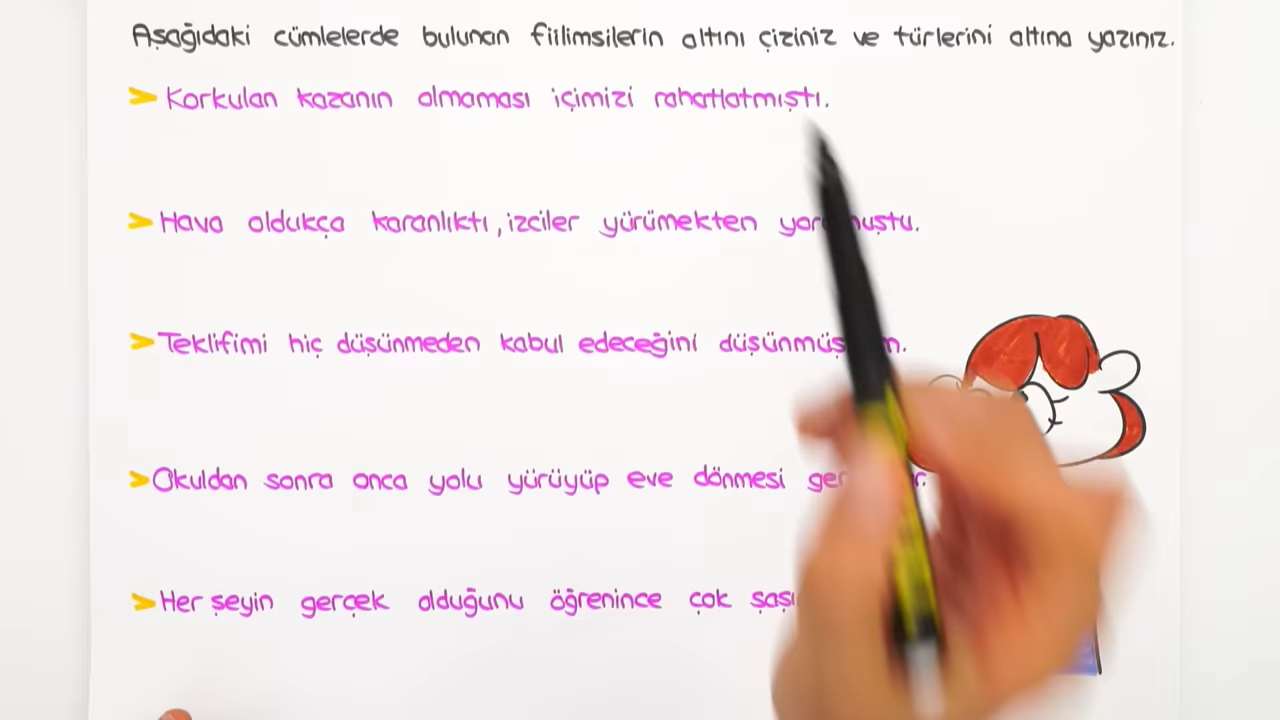 Aşağıdaki cümlelerde bulunan fiilimsilerin altını çiziniz ve türlerini altına yazınız.
> Korkulan kazanın olmaması içimizi rahatlatmıştı.
> Hava oldukça karanlıktı, izciler yürümekten
> Teklifimi hiç düşünmeden kabul edeceğini
> Okuldan sonra onca yolu yürüyüp eve dönmesi
> Her şeyin gerçek olduğunu öğrenince çok